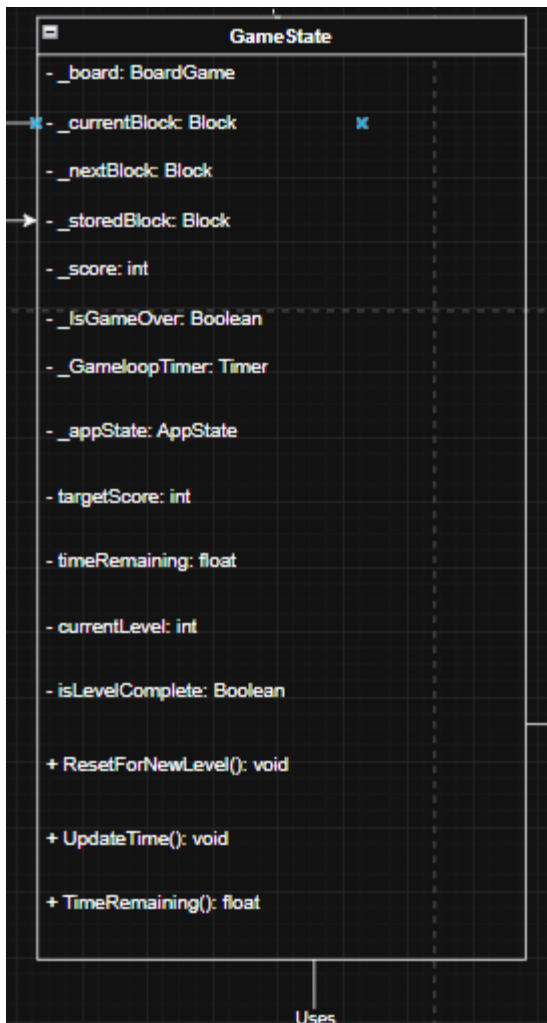 GameState
- _board: BoardGame
- _currentBlock: Block
- _nextBlock: Block
- _storedBlock: Block
- _score: int
- _IsGameOver: Boolean
- _GameloopTimer: Timer
- _appState: AppState
- targetScore: int
- timeRemaining: float
- currentLevel: int
- isLevelComplete: Boolean
+ ResetForNewLevel(): void
+ UpdateTime(): void
+ TimeRemaining(): float
Uses